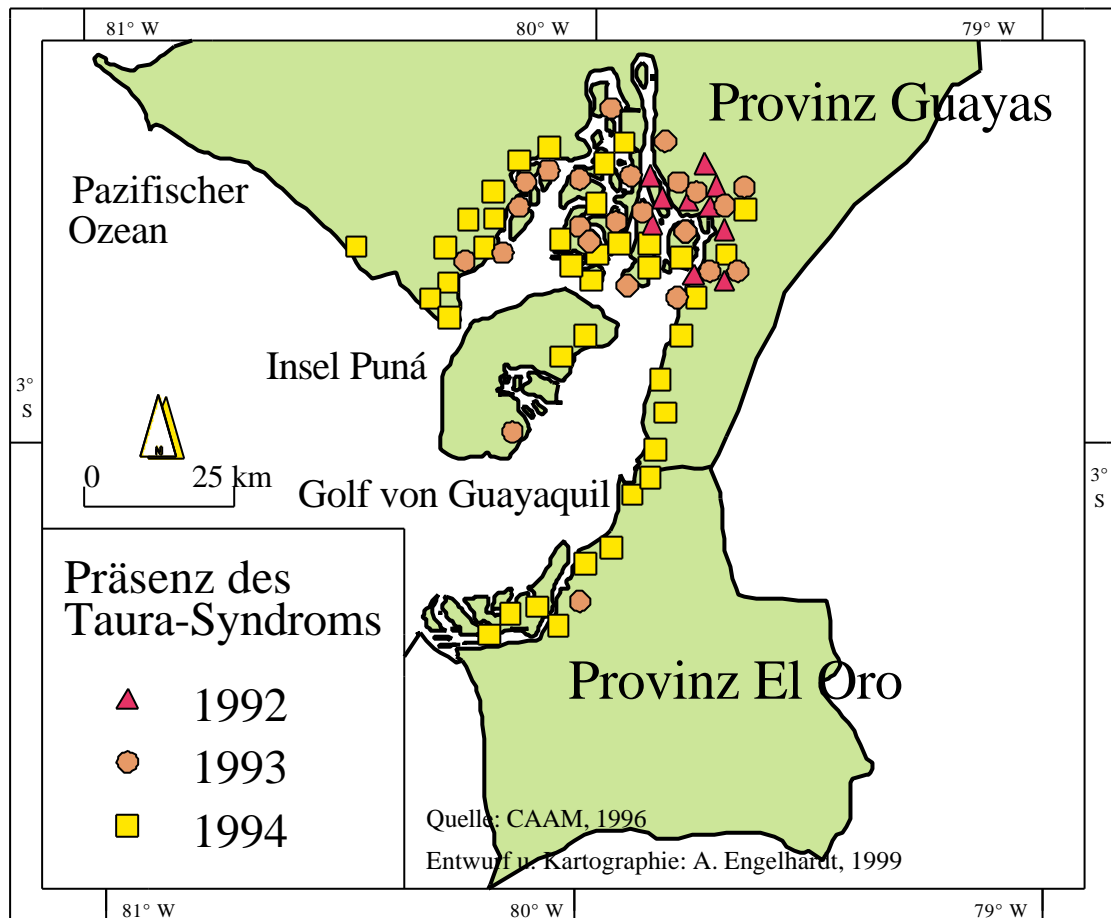 81° W
80° W
79° W
Provinz Guayas
Pazifischer
Ozean
Insel Puná
3°
S
N
0 25 km
Golf von Guayaquil
3°
S
Präsenz des
Taura-Syndroms
1992
1993
1994
Provinz El Oro
Quelle: CAAM, 1996
Entwurf u. Kartographie: A. Engelhardt, 1999
81° W
80° W
79° W